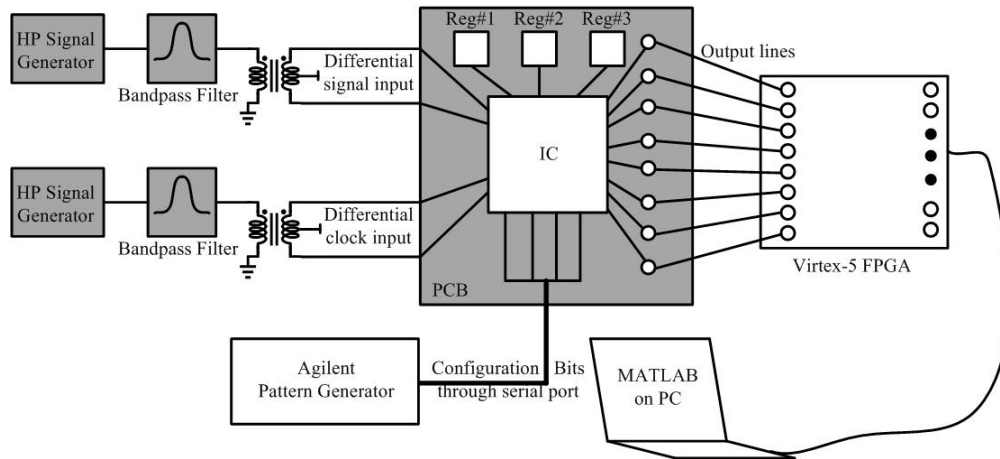 HP Signal
Generator
Bandpass Filter
Differential
signal input
Reg#1 Reg#2 Reg#3
Output lines
IC
HP Signal
Generator
Bandpass Filter
Differential
clock input
PCB
Virtex-5 FPGA
Agilent
Pattern Generator
Configuration Bits
through serial port
MATLAB
on PC